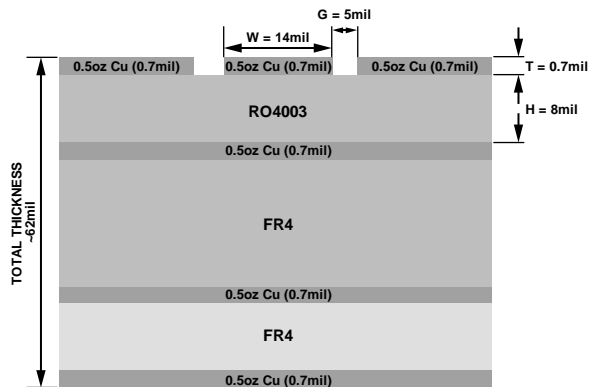 G = 5mil
W = 14mil
0.5oz Cu (0.7mil)
0.5oz Cu (0.7mil)
0.5oz Cu (0.7mil)
T = 0.7mil
RO4003
H = 8mil
0.5oz Cu (0.7mil)
TOTAL THICKNESS
~62mil
FR4
0.5oz Cu (0.7mil)
FR4
0.5oz Cu (0.7mil)